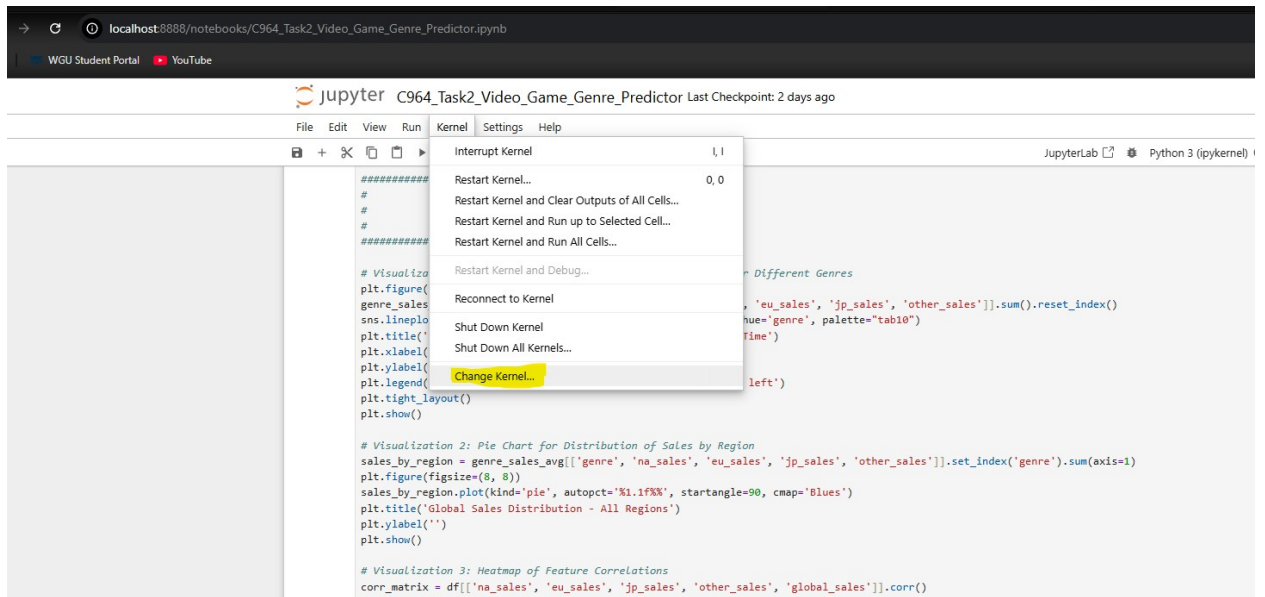 localhost:8888/notebooks/C964_Task2_Video_Game_Genre_Predictor.ipynb
WGU Student Portal YouTube
jupyter C964_Task2_Video_Game_Genre_Predictor Last Checkpoint: 2 days ago
File Edit View Run Kernel Settings Help
JupyterLab Python 3 (ipykernel)
Interrupt Kernel I, I
Restart Kernel... 0, 0
Restart Kernel and Clear Outputs of All Cells...
Restart Kernel and Run up to Selected Cell...
Restart Kernel and Run All Cells...
Restart Kernel and Debug...
Reconnect to Kernel
Shut Down Kernel
Shut Down All Kernels...
Change Kernel...
############
#
#
#
############
# Visualiza r Different Genres
plt.figure(
genre_sales , 'eu_sales', 'jp_sales', 'other_sales']].sum().reset_index()
sns.lineplo hue='genre', palette="tab10")
plt.title(' Time')
plt.xlabel(
plt.ylabel(
plt.legend( left')
plt.tight_layout()
plt.show()
# Visualization 2: Pie Chart for Distribution of Sales by Region
sales_by_region = genre_sales_avg[['genre', 'na_sales', 'eu_sales', 'jp_sales', 'other_sales']].set_index('genre').sum(axis=1)
plt.figure(figsize=(8, 8))
sales_by_region.plot(kind='pie', autopct='%1.1f%%', startangle=90, cmap='Blues')
plt.title('Global Sales Distribution - All Regions')
plt.ylabel('')
plt.show()
# Visualization 3: Heatmap of Feature Correlations
corr_matrix = df[['na_sales', 'eu_sales', 'jp_sales', 'other_sales', 'global_sales']].corr()